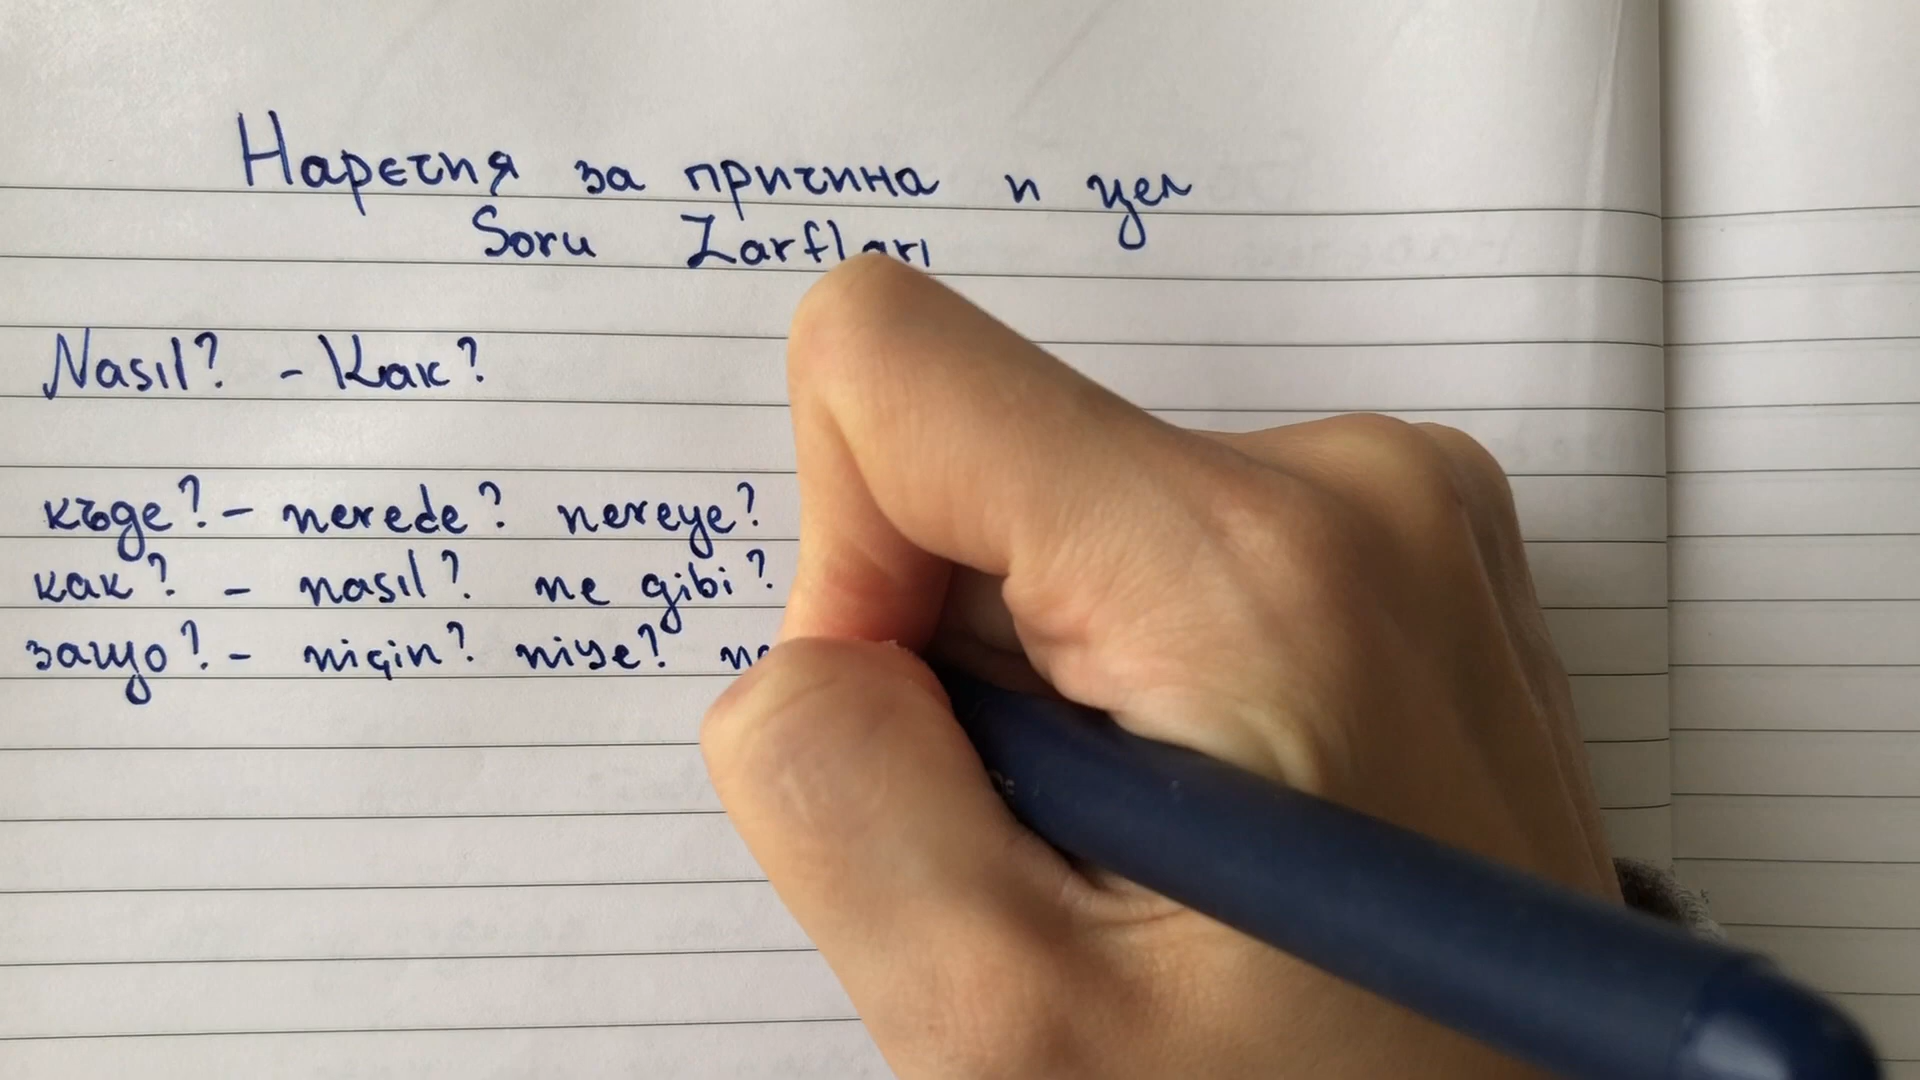 Наречия за причина и цел
Soru Zarfları
Nasıl? - Как?
къде? - nerede? nereye?
как? - nasıl? ne gibi?
защо? - niçin? niye?